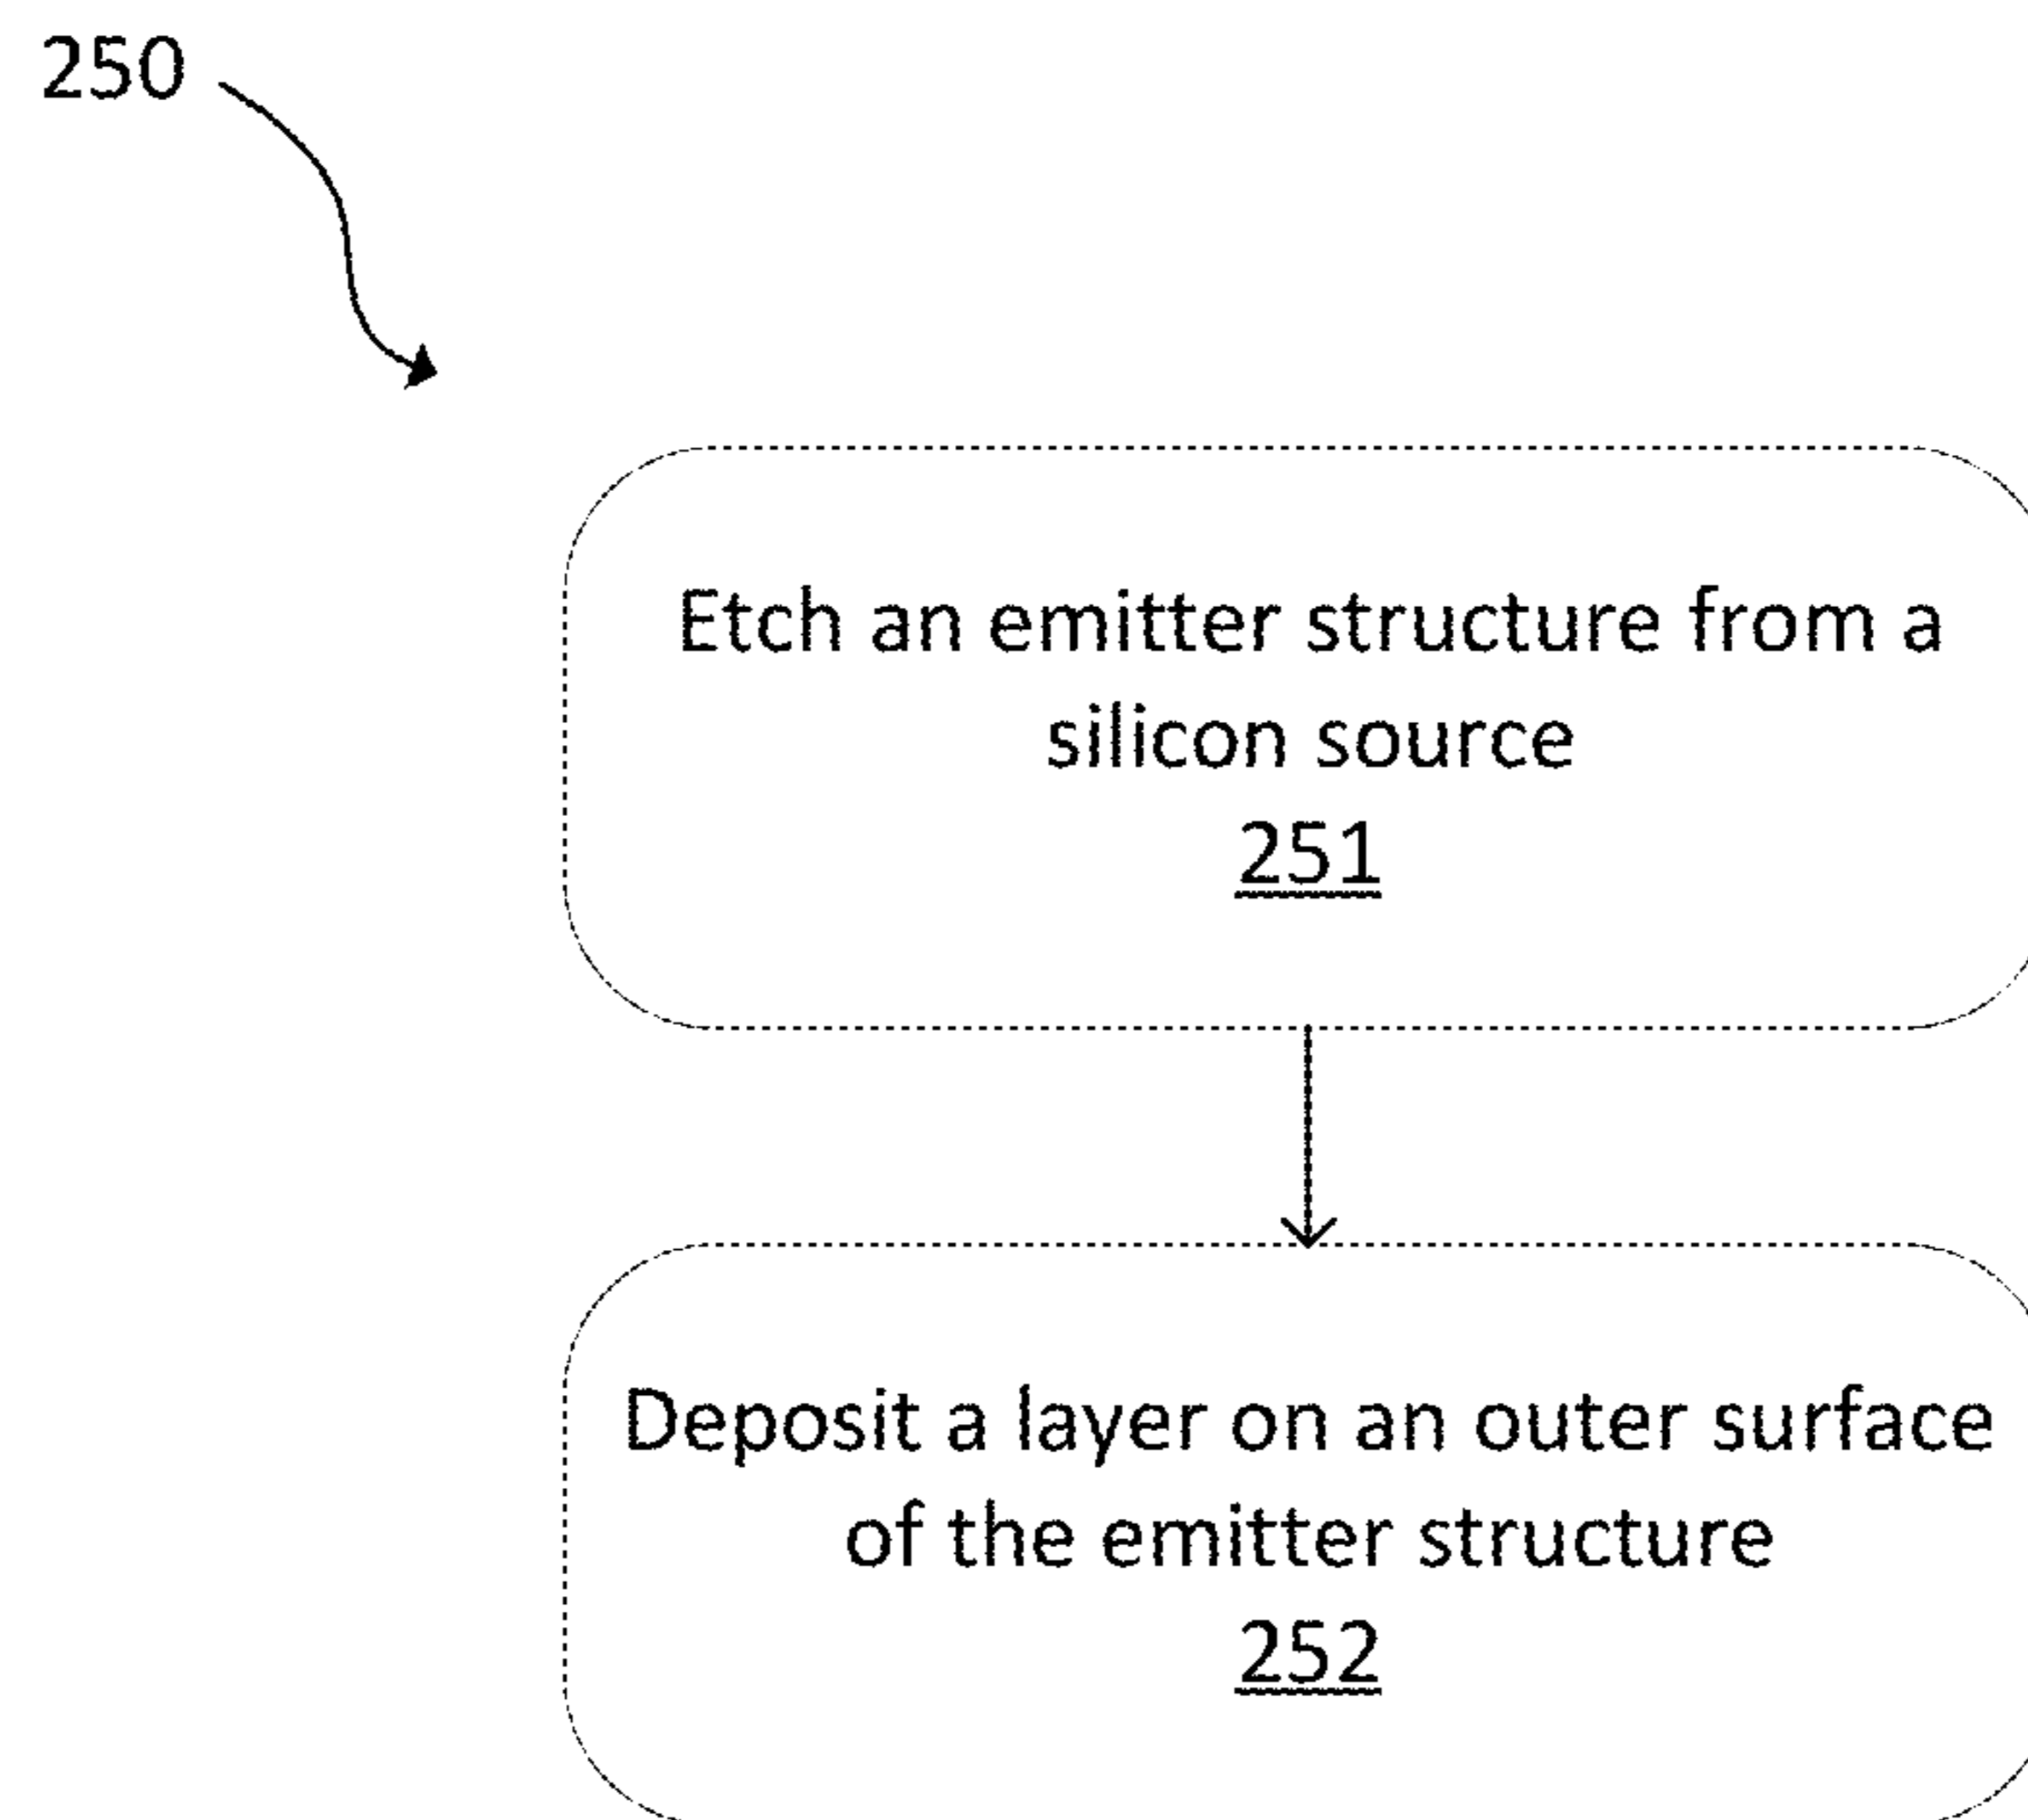 250
Etch an emitter structure from a
silicon source
251
Deposit a layer on an outer surface
of the emitter structure
252